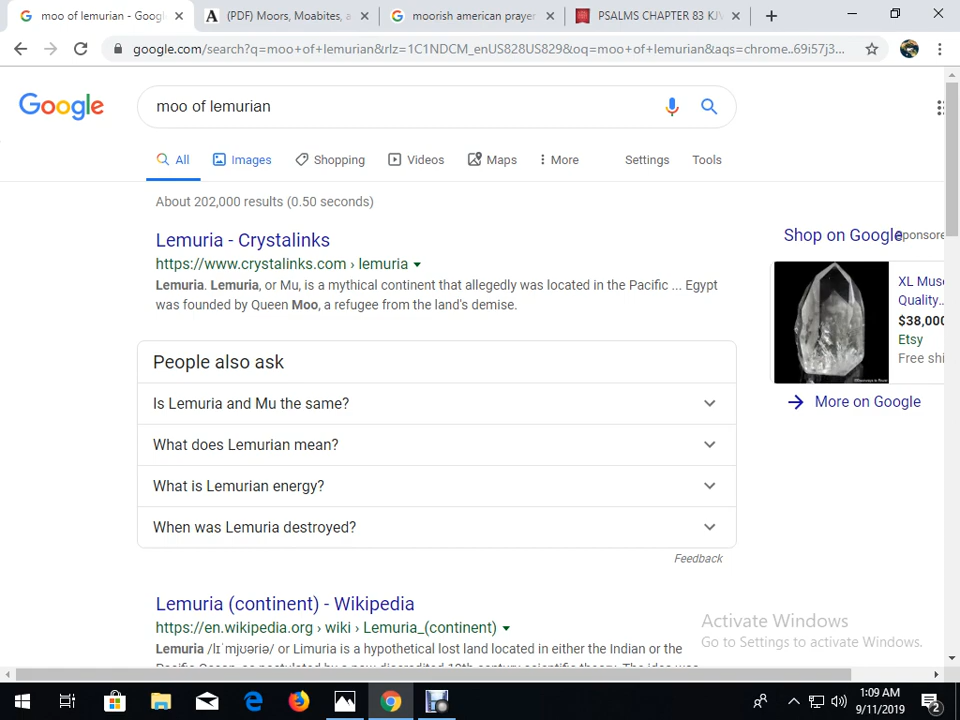 moo of lemurian - Goog
(PDF) Moors, Moabites, a
moorish american prayer
PSALMS CHAPTER 83 KJV
google.com/search?q=moo+of+lemurian&rlz=1C1NDCM_enUS828US829&oq=moo+of+lemurian&aqs=chrome..69i57j3...
Google
moo of lemurian
All Images Shopping Videos Maps More Settings Tools
About 202,000 results (0.50 seconds)
Lemuria - Crystalinks
https://www.crystalinks.com › lemuria
Lemuria. Lemuria, or Mu, is a mythical continent that allegedly was located in the Pacific ... Egypt
was founded by Queen Moo, a refugee from the land's demise.
People also ask
Is Lemuria and Mu the same?
What does Lemurian mean?
What is Lemurian energy?
When was Lemuria destroyed?
Feedback
Lemuria (continent) - Wikipedia
https://en.wikipedia.org › wiki › Lemuria_(continent)
Lemuria /lɪˈmjʊəriə/ or Limuria is a hypothetical lost land located in either the Indian or the
Shop on Google
Sponsore
XL Muse
Quality...
$38,000
Etsy
Free shi
More on Google
Activate Windows
Go to Settings to activate Windows.
1:09 AM
9/11/2019
2